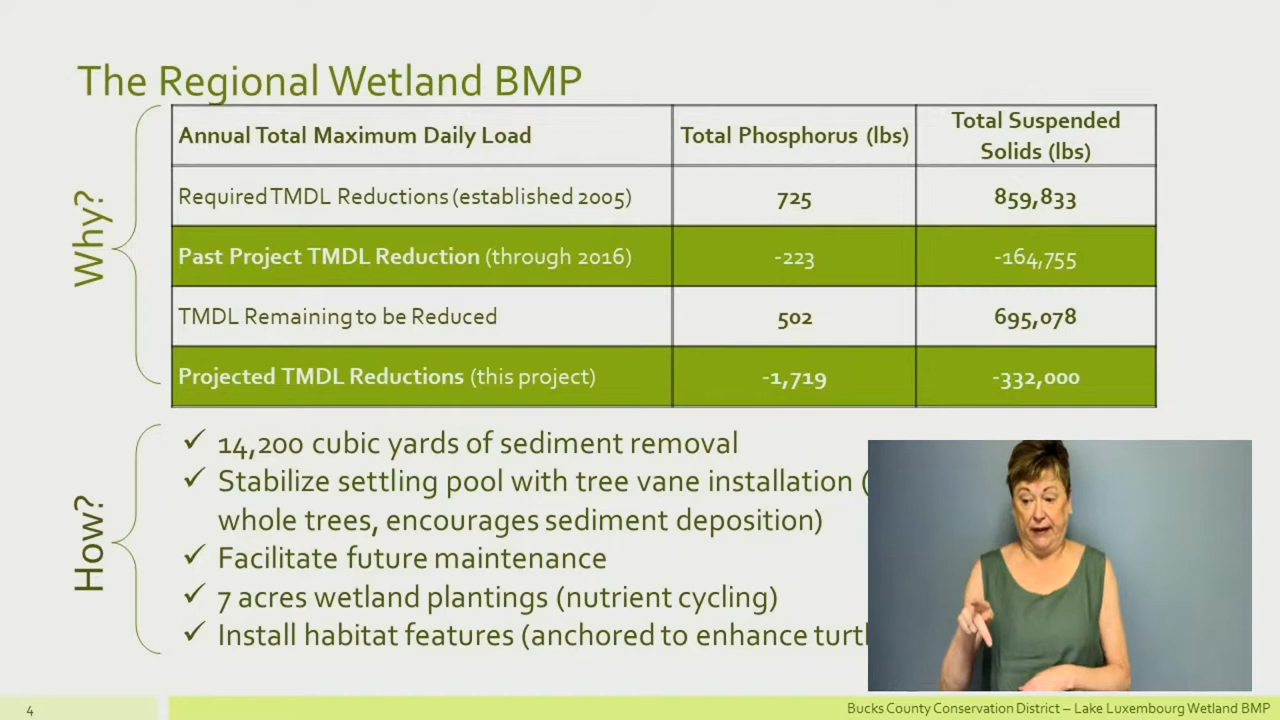 The Regional Wetland BMP
Why?
Annual Total Maximum Daily Load Total Phosphorus (lbs) Total Suspended Solids (lbs)
Required TMDL Reductions (established 2005) 725 859,833
Past Project TMDL Reduction (through 2016) -223 -164,755
TMDL Remaining to be Reduced 502 695,078
Projected TMDL Reductions (this project) -1,719 -332,000
How?
✓ 14,200 cubic yards of sediment removal
✓ Stabilize settling pool with tree vane installation (
whole trees, encourages sediment deposition)
✓ Facilitate future maintenance
✓ 7 acres wetland plantings (nutrient cycling)
✓ Install habitat features (anchored to enhance
4
Bucks County Conservation District – Lake Luxembourg Wetland BMP